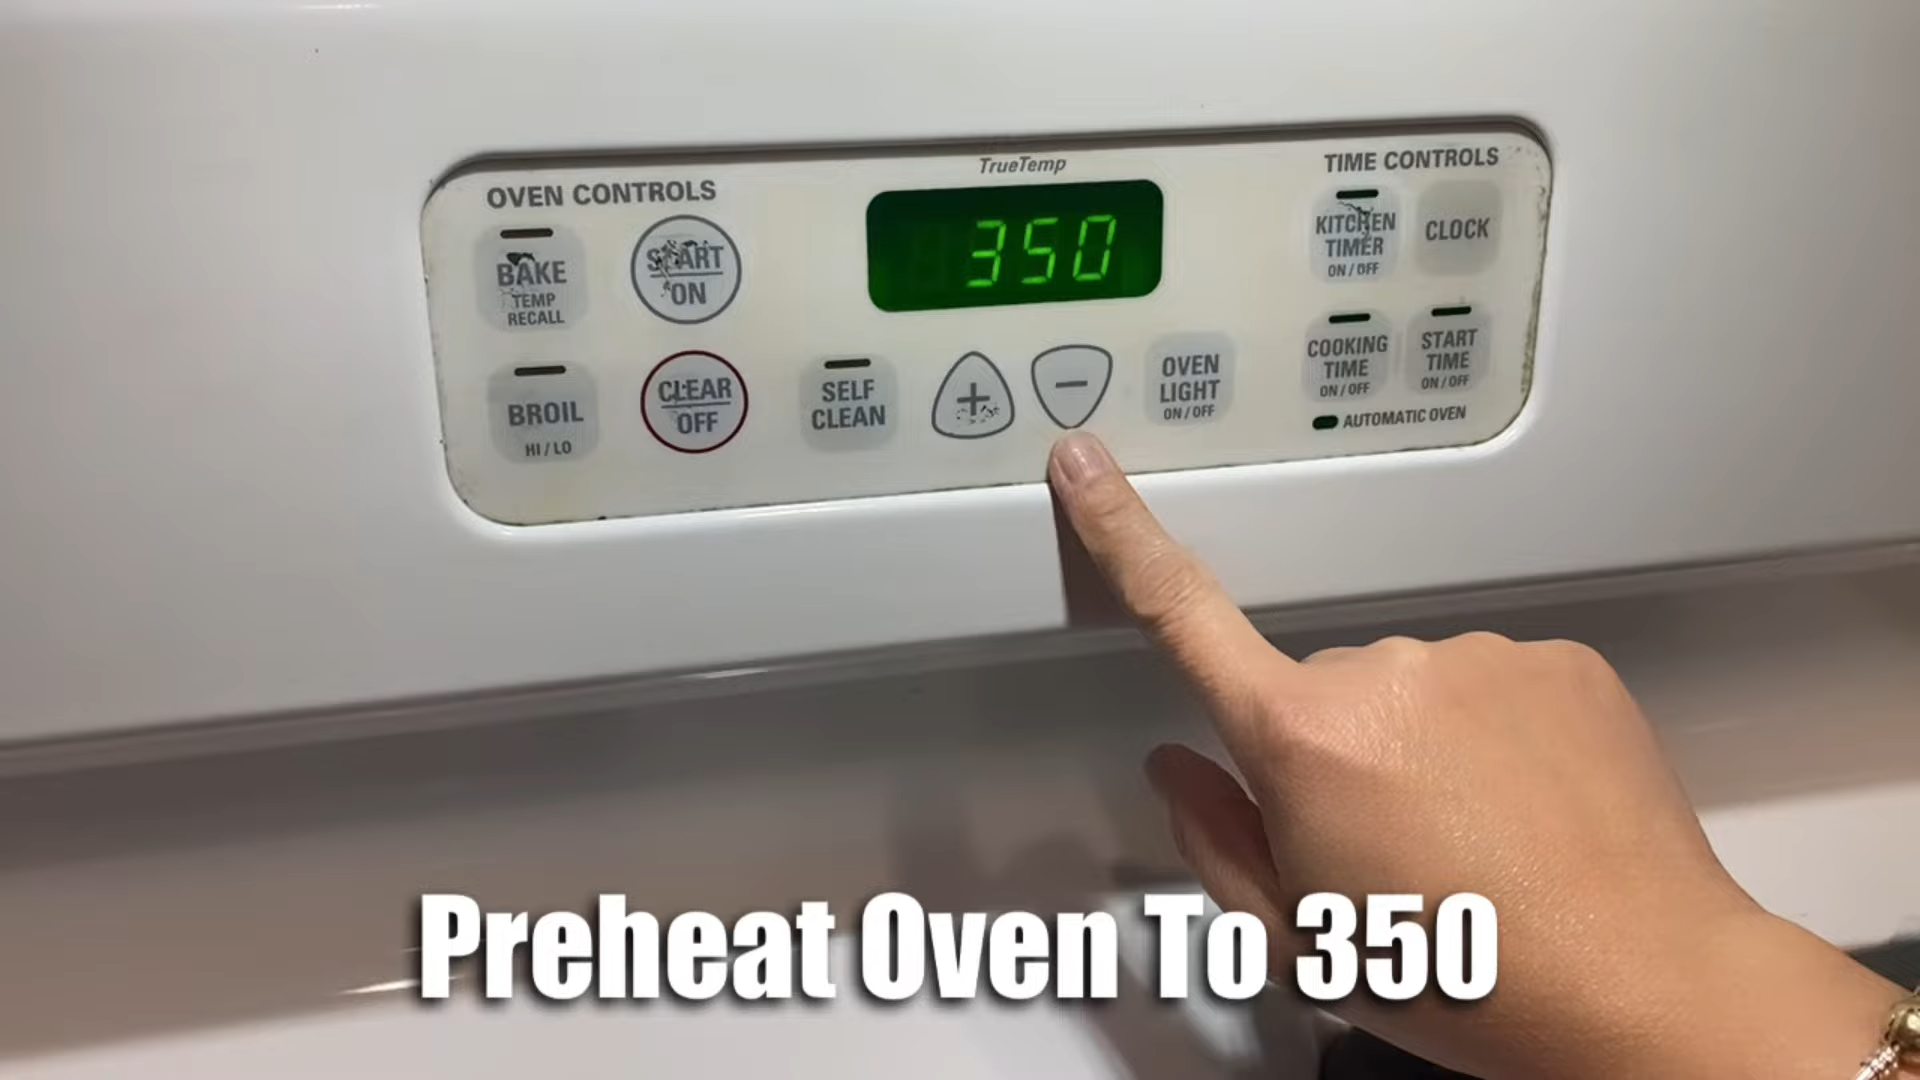 TrueTemp
OVEN CONTROLS
BAKE
TEMP
RECALL
START
ON
350
TIME CONTROLS
KITCHEN
TIMER
ON / OFF
CLOCK
BROIL
HI / LO
CLEAR
OFF
SELF
CLEAN
+
−
OVEN
LIGHT
ON / OFF
COOKING
TIME
ON / OFF
START
TIME
ON / OFF
AUTOMATIC OVEN
Preheat Oven To 350